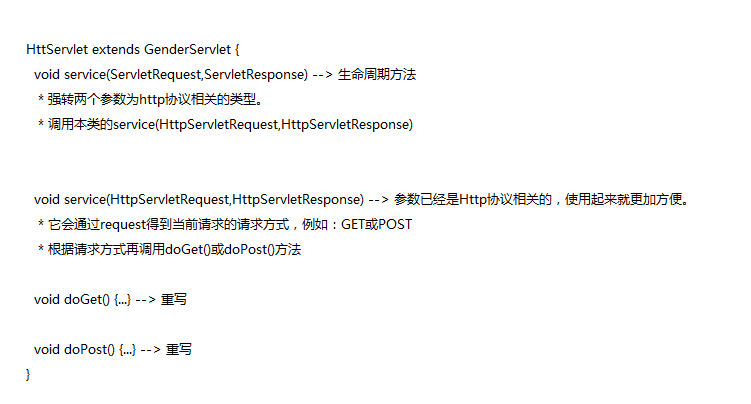 HttServlet extends GenderServlet {
void service(ServletRequest,ServletResponse) --> 生命周期方法
* 强转两个参数为http协议相关的类型。
* 调用本类的service(HttpServletRequest,HttpServletResponse)
void service(HttpServletRequest,HttpServletResponse) --> 参数已经是Http协议相关的，使用起来就更加方便。
* 它会通过request得到当前请求的请求方式，例如：GET或POST
* 根据请求方式再调用doGet()或doPost()方法
void doGet() {...} --> 重写
void doPost() {...} --> 重写
}